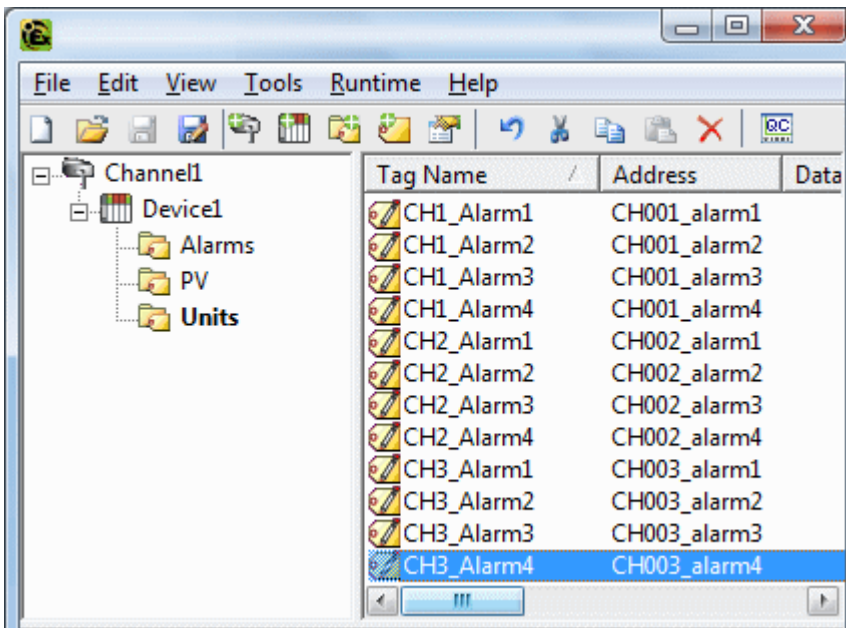 iEx
File Edit View Tools Runtime Help
QC
Channel1
Device1
Alarms
PV
Units
Tag Name Address Data
CH1_Alarm1 CH001_alarm1
CH1_Alarm2 CH001_alarm2
CH1_Alarm3 CH001_alarm3
CH1_Alarm4 CH001_alarm4
CH2_Alarm1 CH002_alarm1
CH2_Alarm2 CH002_alarm2
CH2_Alarm3 CH002_alarm3
CH2_Alarm4 CH002_alarm4
CH3_Alarm1 CH003_alarm1
CH3_Alarm2 CH003_alarm2
CH3_Alarm3 CH003_alarm3
CH3_Alarm4 CH003_alarm4